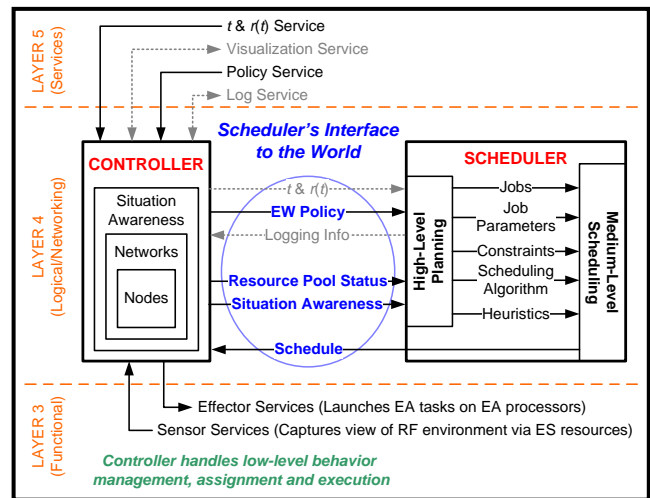 LAYER 5
(Services)
t & r(t) Service
Visualization Service
Policy Service
Log Service
LAYER 4
(Logical/Networking)
Scheduler's Interface
to the World
CONTROLLER
Situation
Awareness
Networks
Nodes
t & r(t)
EW Policy
Logging Info
Resource Pool Status
Situation Awareness
Schedule
SCHEDULER
High-Level
Planning
Jobs
Job
Parameters
Constraints
Scheduling
Algorithm
Heuristics
Medium-Level
Scheduling
LAYER 3
(Functional)
Effector Services (Launches EA tasks on EA processors)
Sensor Services (Captures view of RF environment via ES resources)
Controller handles low-level behavior
management, assignment and execution